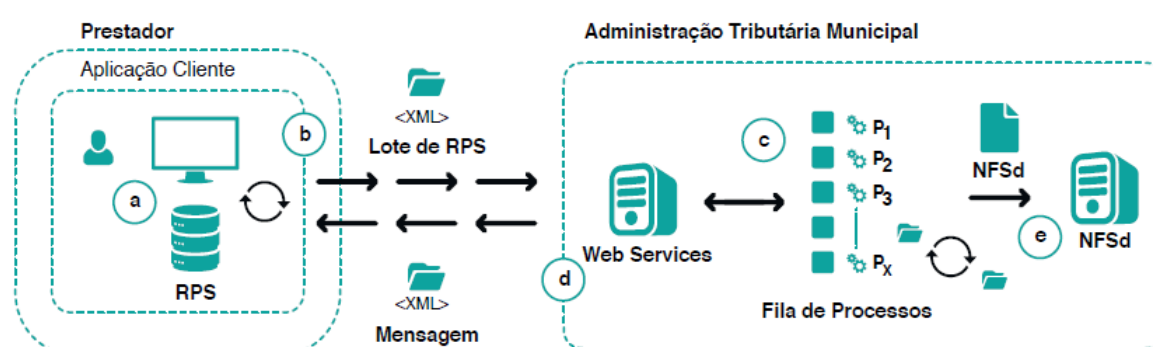 Prestador
Administração Tributária Municipal
Aplicação Cliente
b
<XML>
Lote de RPS
a
RPS
<XML>
Mensagem
Web Services
d
c
P1
P2
P3
PX
Fila de Processos
NFSd
e
NFSd